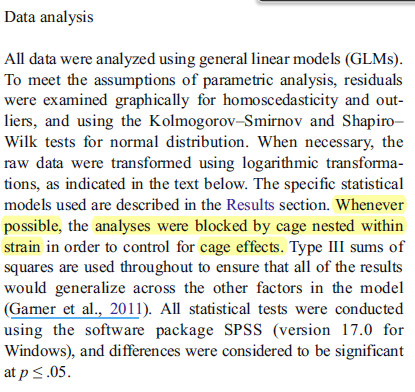 Data analysis
All data were analyzed using general linear models (GLMs).
To meet the assumptions of parametric analysis, residuals
were examined graphically for homoscedasticity and out-
liers, and using the Kolmogorov–Smirnov and Shapiro–
Wilk tests for normal distribution. When necessary, the
raw data were transformed using logarithmic transforma-
tions, as indicated in the text below. The specific statistical
models used are described in the Results section. Whenever
possible, the analyses were blocked by cage nested within
strain in order to control for cage effects. Type III sums of
squares are used throughout to ensure that all of the results
would generalize across the other factors in the model
(Garner et al., 2011). All statistical tests were conducted
using the software package SPSS (version 17.0 for
Windows), and differences were considered to be significant
at p ≤ .05.